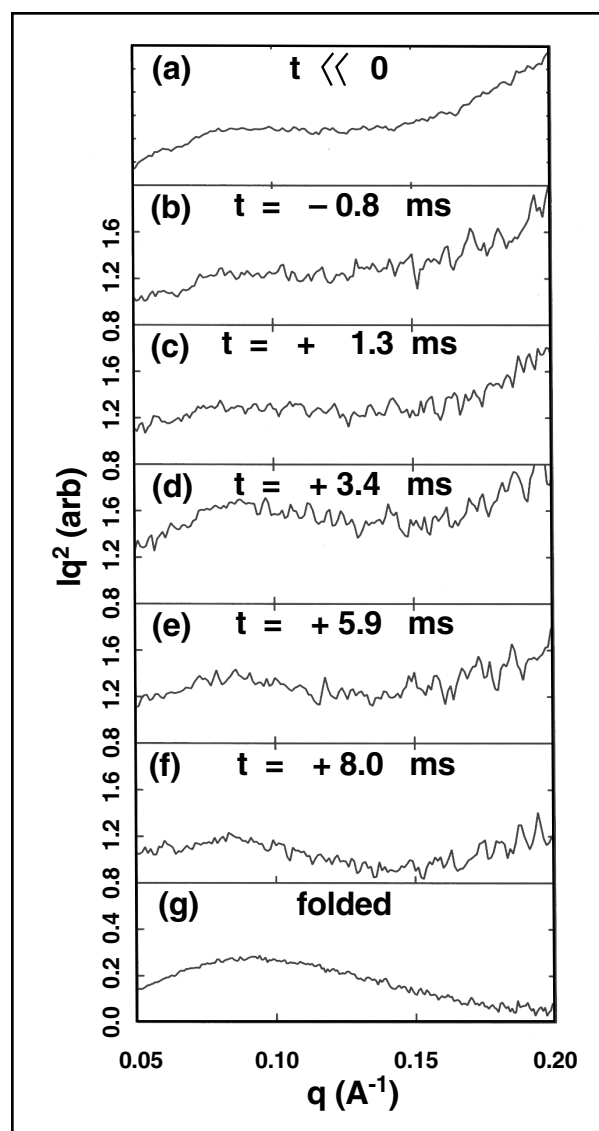 (a) t ⟨⟨ 0
(b) t = – 0.8 ms
1.6
1.2
0.8
(c) t = + 1.3 ms
1.6
1.2
0.8
(d) t = + 3.4 ms
1.6
1.2
0.8
(e) t = + 5.9 ms
1.6
1.2
0.8
(f) t = + 8.0 ms
1.6
1.2
0.8
(g) folded
0.4
0.2
0.0
Iq² (arb)
0.05 0.10 0.15 0.20
q (A⁻¹)